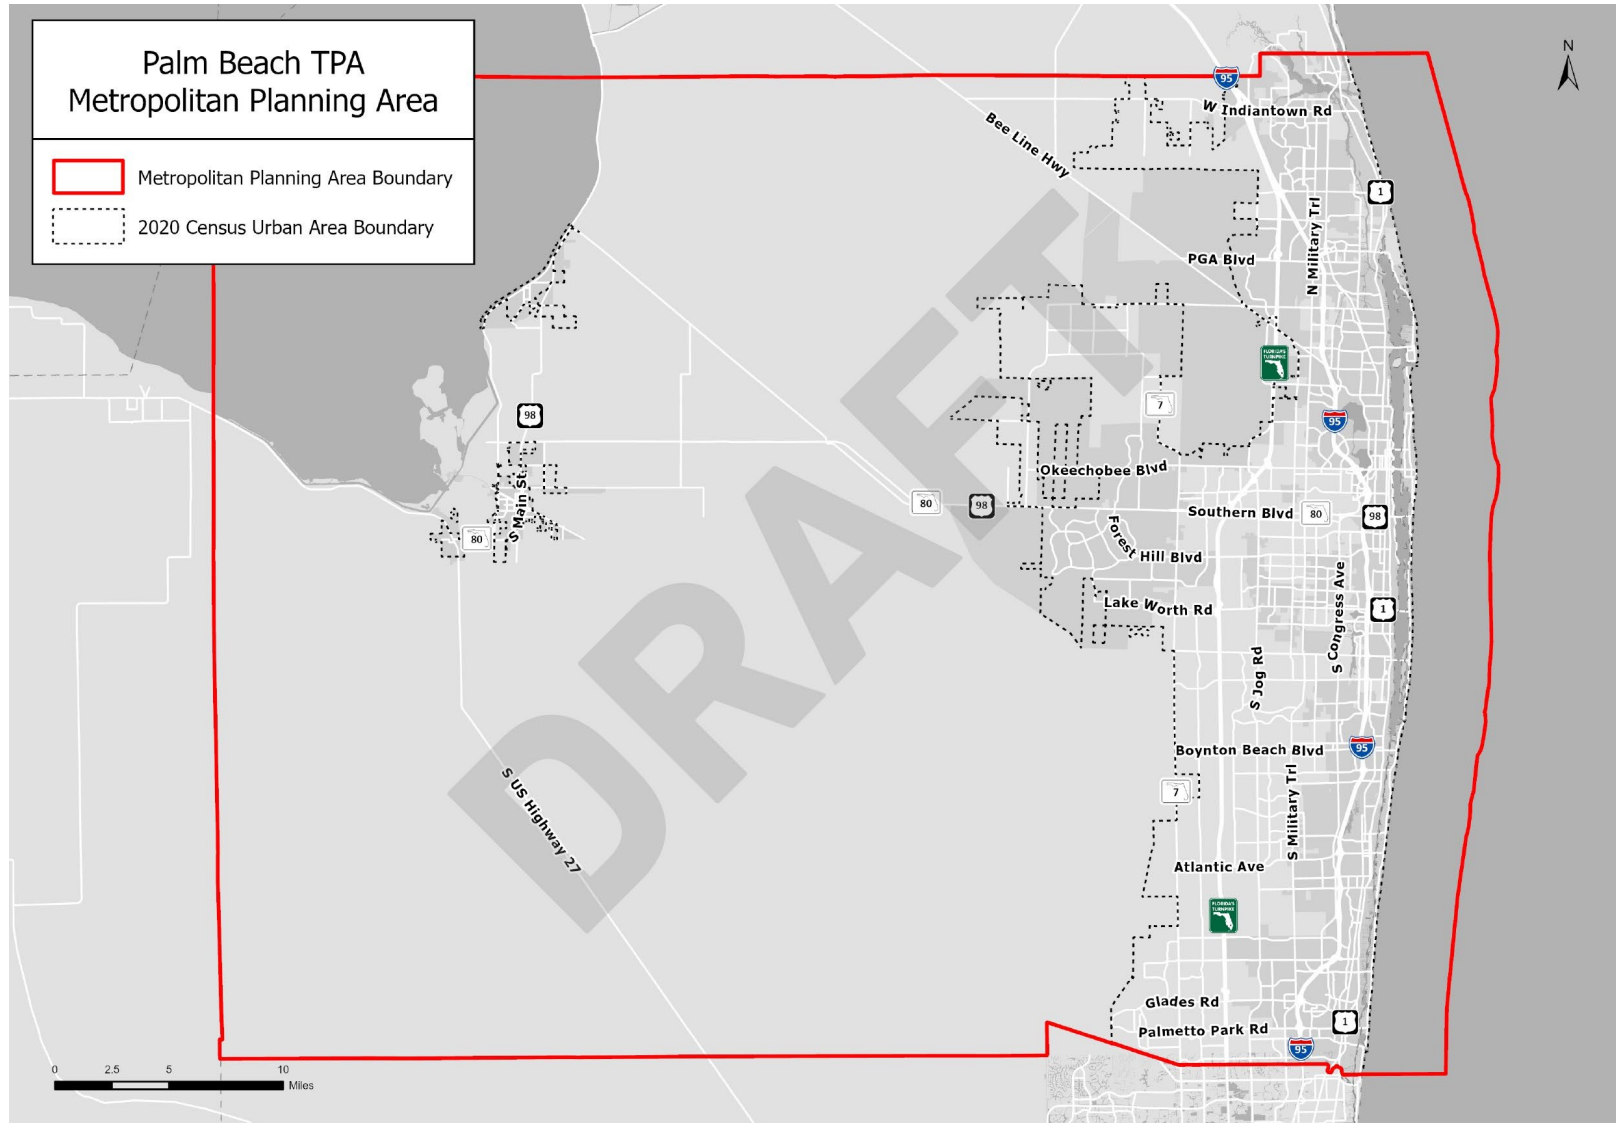 Palm Beach TPA
Metropolitan Planning Area
Metropolitan Planning Area Boundary
2020 Census Urban Area Boundary
N
95
W Indiantown Rd
Bee Line Hwy
1
N Military Trl
PGA Blvd
FLORIDA'S
TURNPIKE
7
98
95
Okeechobee Blvd
80
98
Southern Blvd
80
98
S Main St
80
Forest Hill Blvd
Lake Worth Rd
1
S Congress Ave
S Jog Rd
Boynton Beach Blvd
95
7
S Military Trl
S US Highway 27
Atlantic Ave
FLORIDA'S
TURNPIKE
Glades Rd
Palmetto Park Rd
1
95
DRAFT
0 2.5 5 10
Miles